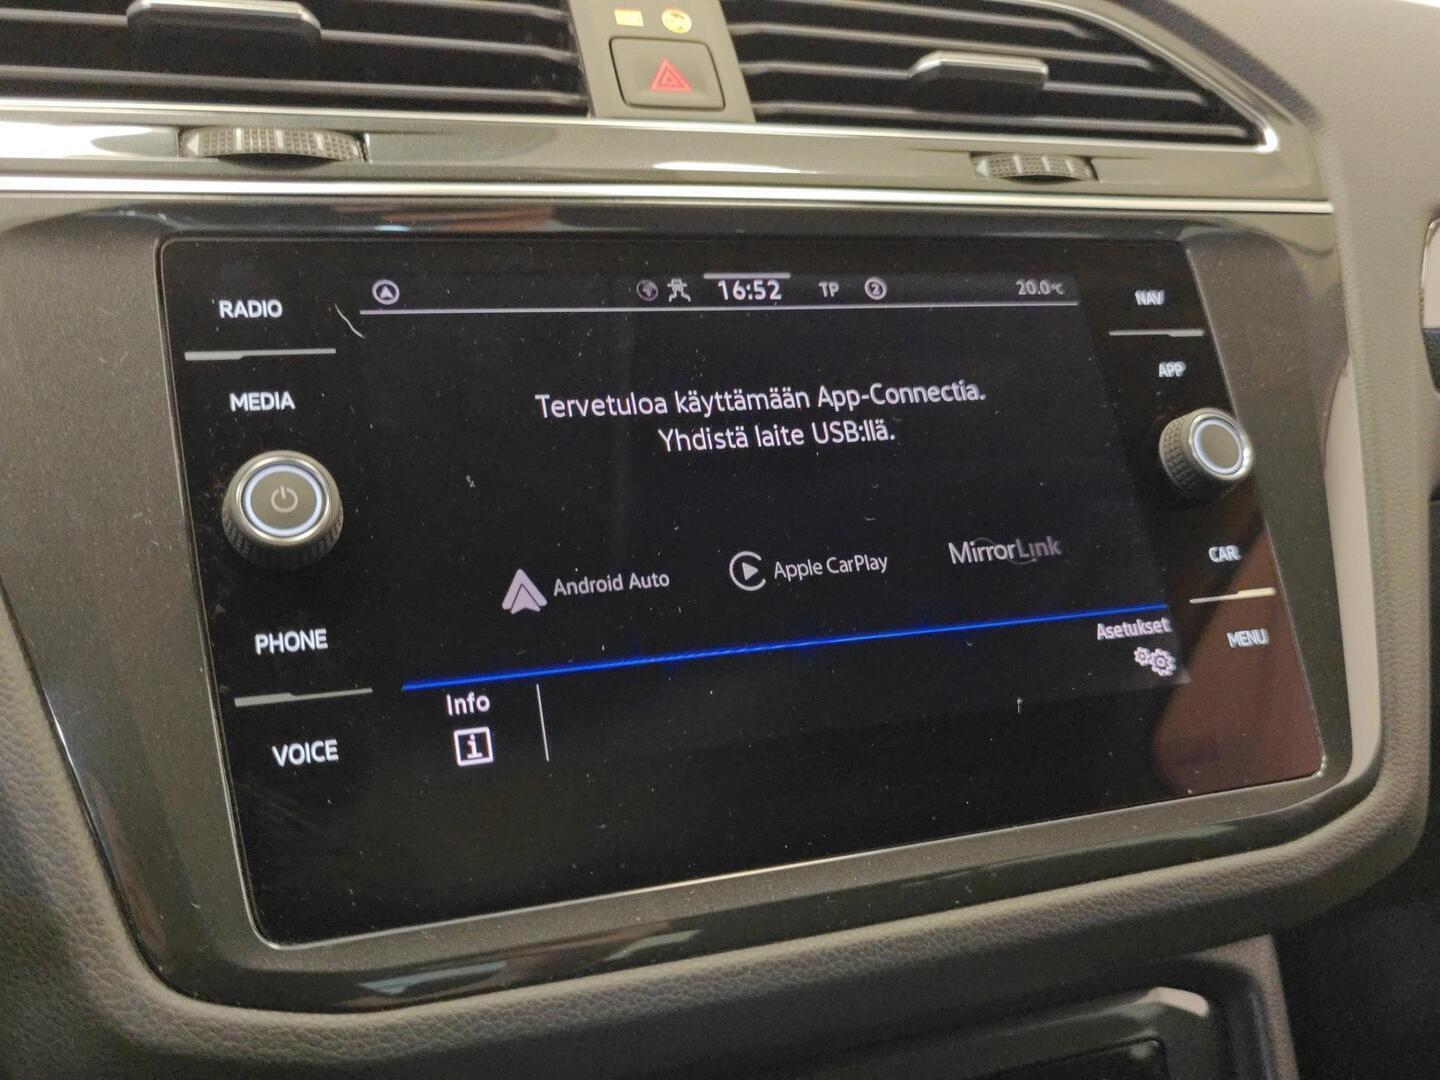 16:52
TP
2
20.0°C
RADIO
MEDIA
PHONE
VOICE
NAV
APP
CAR
MENU
Tervetuloa käyttämään App-Connectia.
Yhdistä laite USB:llä.
Android Auto
Apple CarPlay
MirrorLink
Info
i
Asetukset